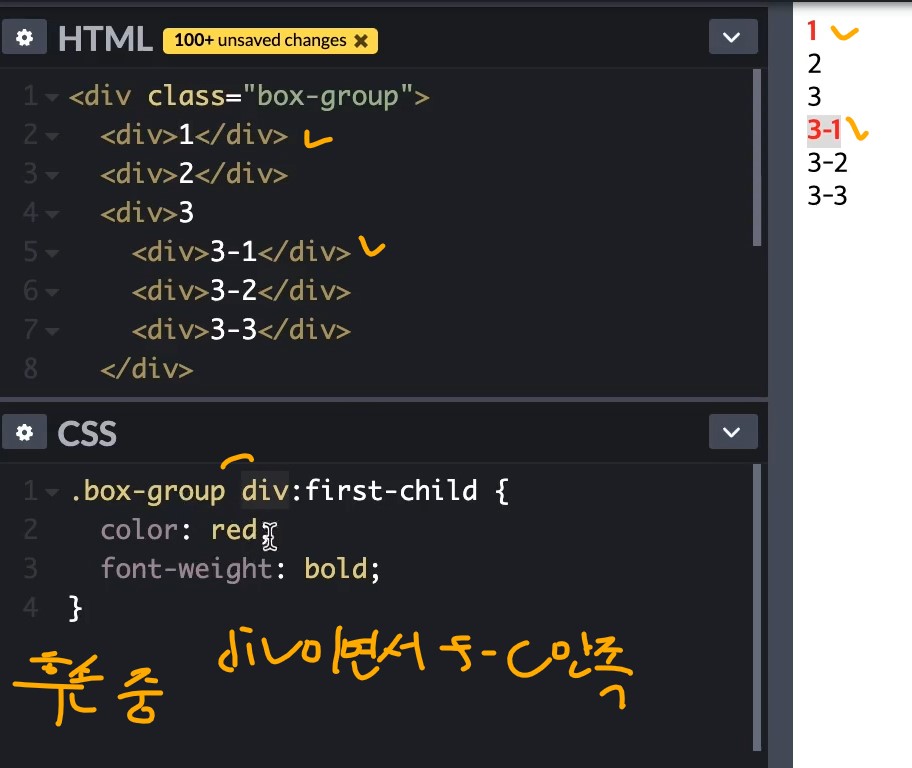 HTML 100+ unsaved changes ×
1 <div class="box-group">
2 <div>1</div>
3 <div>2</div>
4 <div>3
5 <div>3-1</div>
6 <div>3-2</div>
7 <div>3-3</div>
8 </div>
CSS
1 .box-group div:first-child {
2 color: red;
3 font-weight: bold;
4 }
후손 중 div이면서 f-c만족
1
2
3
3-1
3-2
3-3